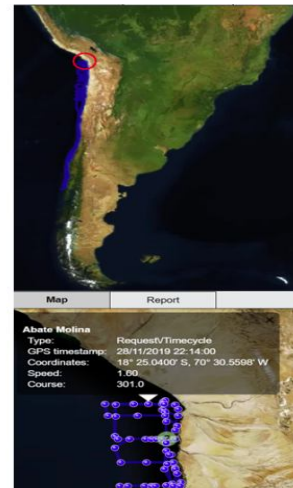 Map Report
Abate Molina
Type: Request\/Timecycle
GPS timestamp: 28/11/2019 22:14:00
Coordinates: 18° 25.0400' S, 70° 30.5598' W
Speed: 1.60
Course: 301.0